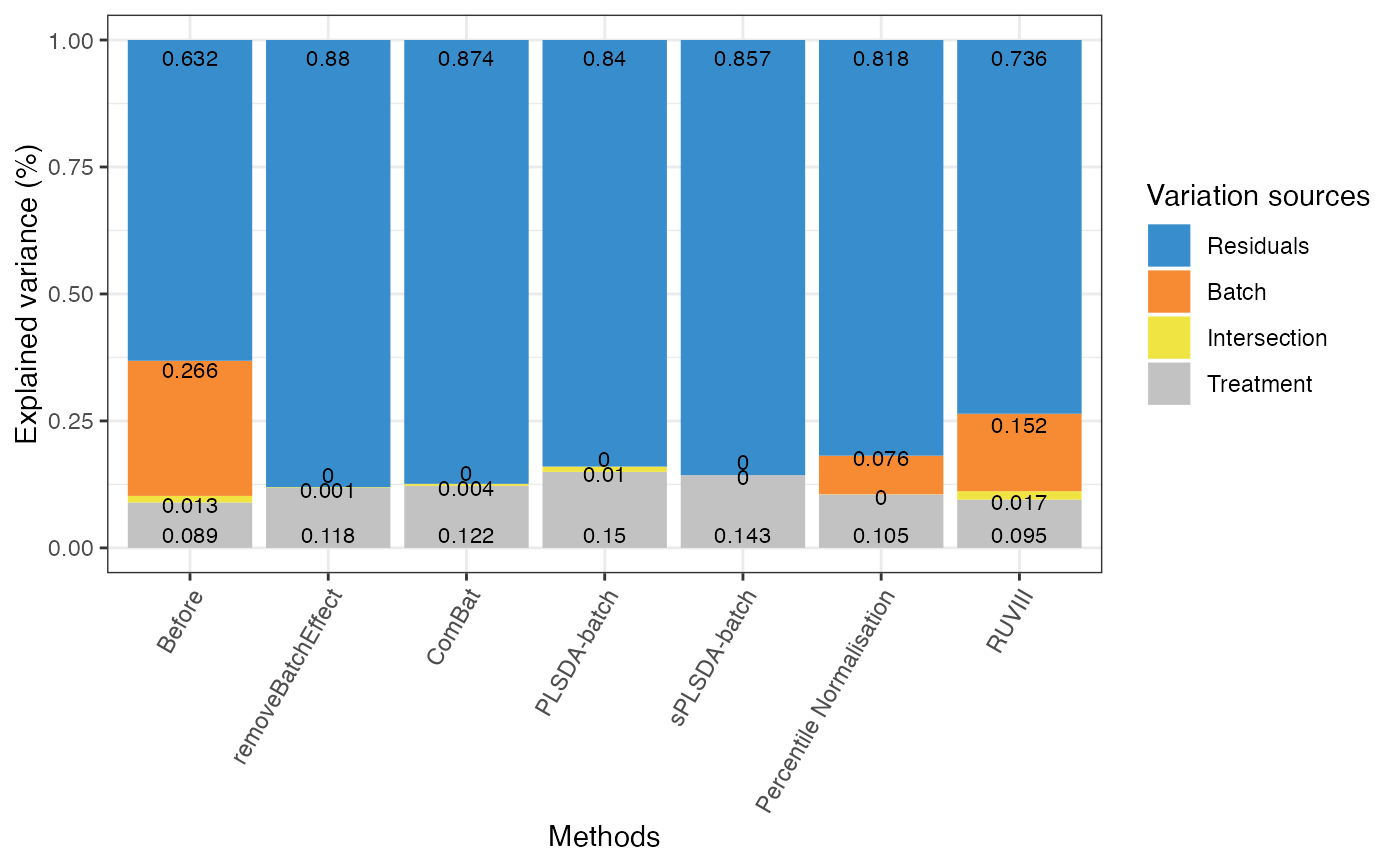 1.00
0.75
0.50
0.25
0.00
Explained variance (%)
0.632
0.88
0.874
0.84
0.857
0.818
0.736
0.266
0
0
0
0
0.076
0.152
0.013
0.001
0.004
0.01
0
0
0.017
0.089
0.118
0.122
0.15
0.143
0.105
0.095
Before
removeBatchEffect
ComBat
PLSDA-batch
sPLSDA-batch
Percentile Normalisation
RUVIII
Methods
Variation sources
Residuals
Batch
Intersection
Treatment